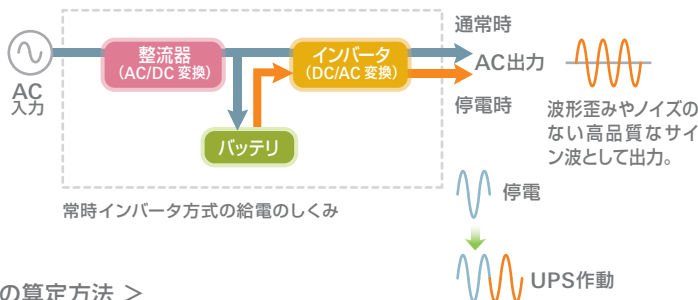 通常時
整流器
（AC/DC 変換）
インバータ
（DC/AC 変換）
AC出力
AC
入力
停電時
波形歪みやノイズの
ない高品質なサイ
ン波として出力。
バッテリ
停電
常時インバータ方式の給電のしくみ
UPS作動
の算定方法 ＞